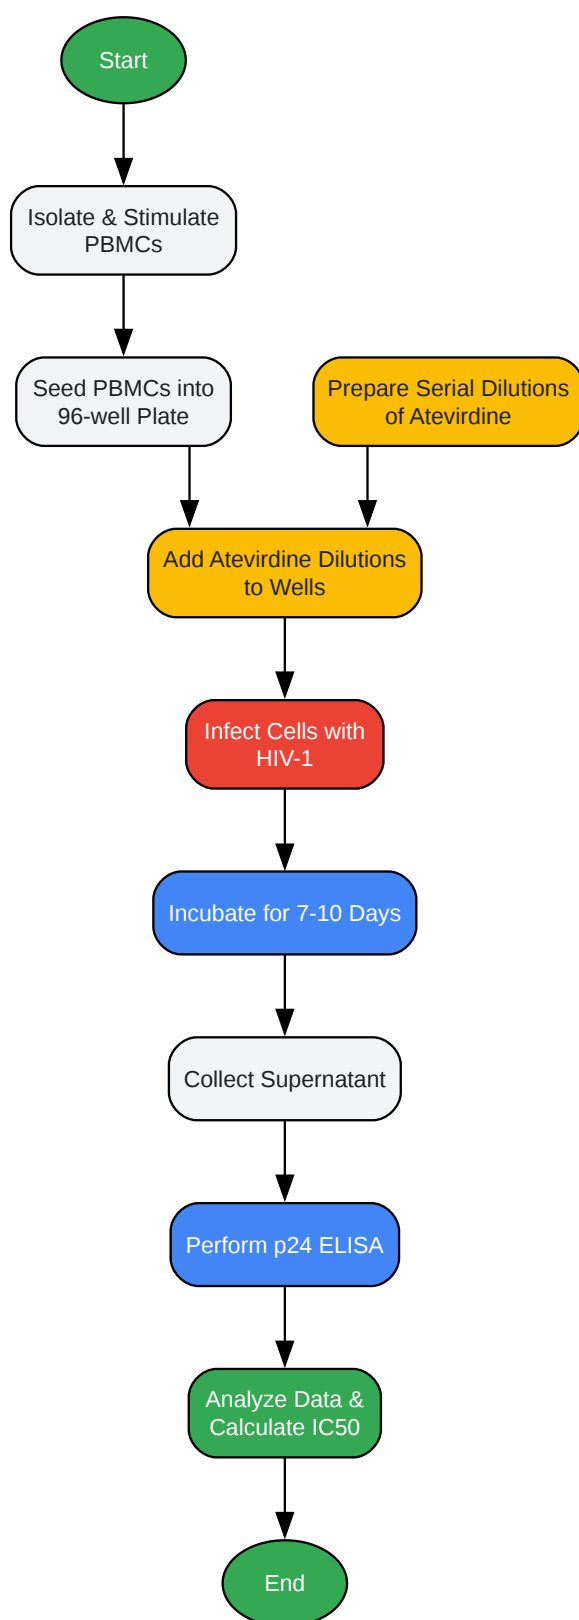 Start
Isolate & Stimulate
PBMCs
Seed PBMCs into
96-well Plate
Prepare Serial Dilutions
of Atevirdine
Add Atevirdine Dilutions
to Wells
Infect Cells with
HIV-1
Incubate for 7-10 Days
Collect Supernatant
Perform p24 ELISA
Analyze Data &
Calculate IC50
End